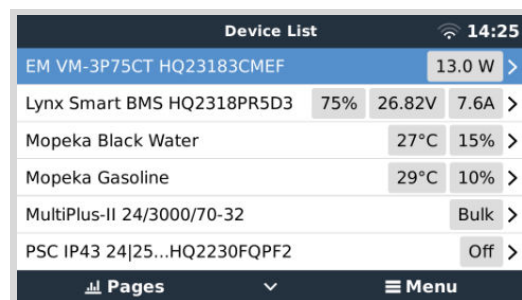 Device List 14:25
EM VM-3P75CT HQ23183CMEF 13.0 W
Lynx Smart BMS HQ2318PR5D3 75% 26.82V 7.6A
Mopeka Black Water 27°C 15%
Mopeka Gasoline 29°C 10%
MultiPlus-II 24/3000/70-32 Bulk
PSC IP43 24|25...HQ2230FQPF2 Off
Pages Menu